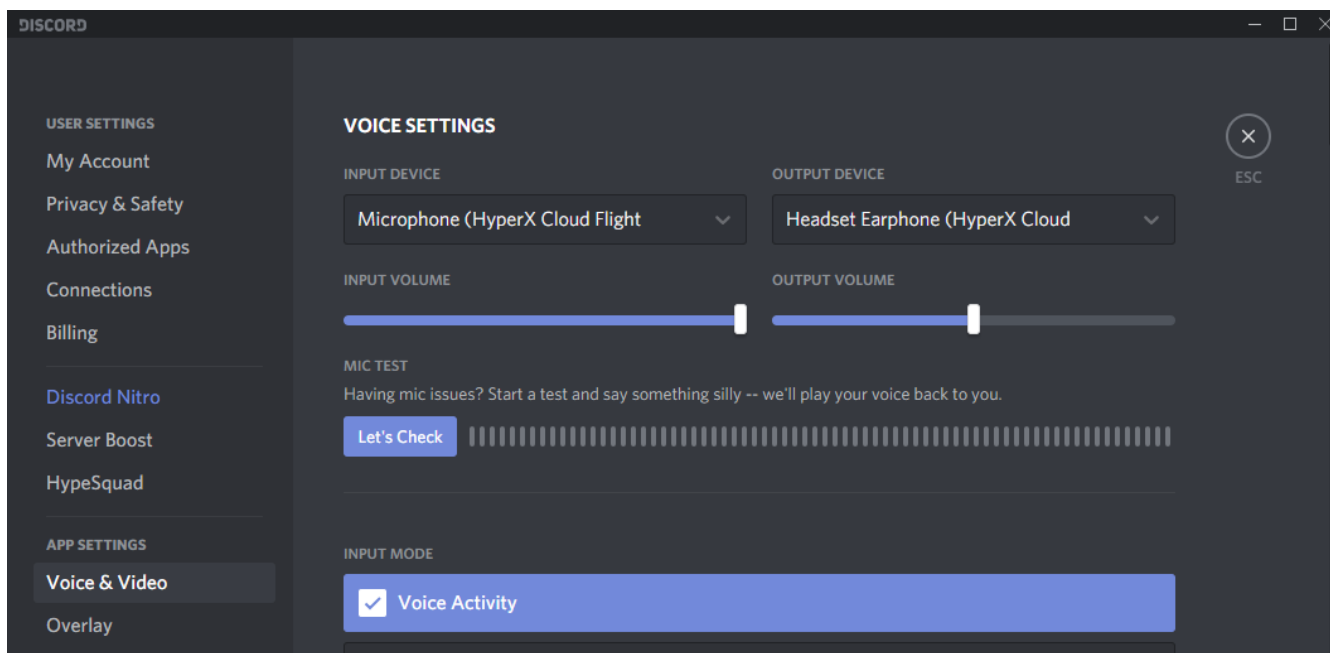 DISCORD
USER SETTINGS
My Account
Privacy & Safety
Authorized Apps
Connections
Billing
Discord Nitro
Server Boost
HypeSquad
APP SETTINGS
Voice & Video
Overlay
VOICE SETTINGS
INPUT DEVICE
Microphone (HyperX Cloud Flight
OUTPUT DEVICE
Headset Earphone (HyperX Cloud
INPUT VOLUME
OUTPUT VOLUME
MIC TEST
Having mic issues? Start a test and say something silly -- we'll play your voice back to you.
Let's Check
INPUT MODE
Voice Activity
ESC